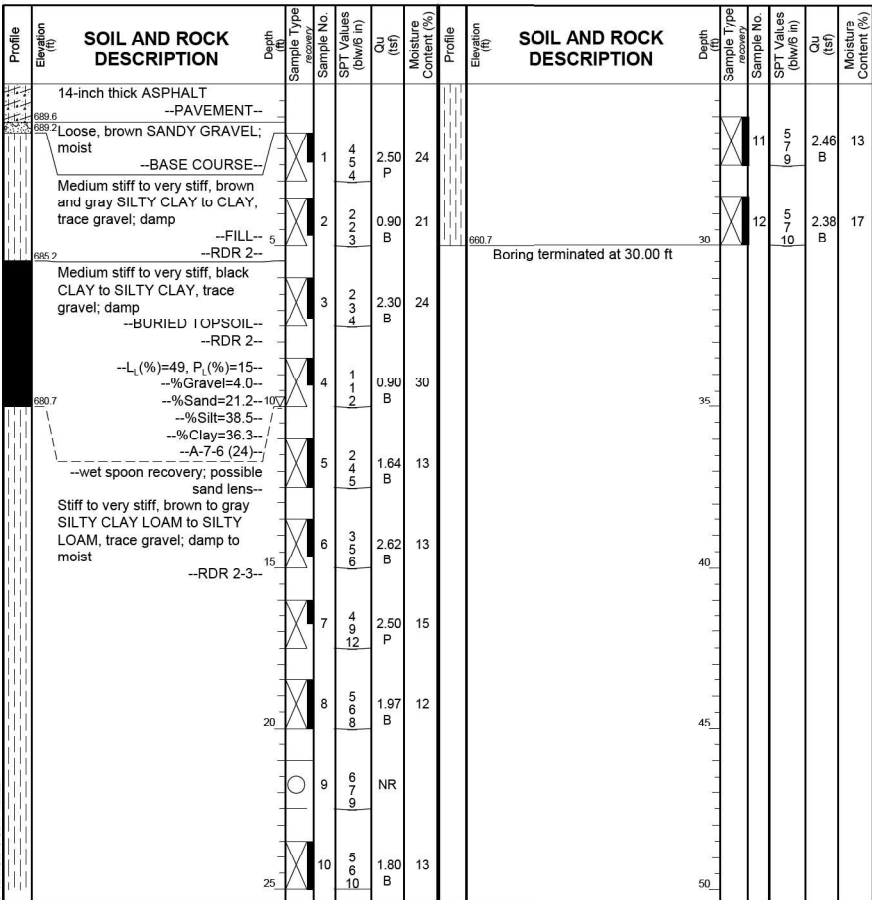 Profile
Elevation (ft)
SOIL AND ROCK
DESCRIPTION
Depth (ft)
Sample Type
recovery
Sample No.
SPT Values (blw/6 in)
Qu (tsf)
Moisture Content (%)
14-inch thick ASPHALT
--PAVEMENT--
689.6
689.2
Loose, brown SANDY GRAVEL;
moist
--BASE COURSE--
1
4
5
4
2.50
P
24
Medium stiff to very stiff, brown
and gray SILTY CLAY to CLAY,
trace gravel; damp
--FILL--
--RDR 2--
5
2
2
2
3
0.90
B
21
685.2
Medium stiff to very stiff, black
CLAY to SILTY CLAY, trace
gravel; damp
--BURIED TOPSOIL--
--RDR 2--
3
2
3
4
2.30
B
24
--LL(%)=49, PL(%)=15--
--%Gravel=4.0--
--%Sand=21.2--
--%Silt=38.5--
--%Clay=36.3--
--A-7-6 (24)--
680.7
10
4
1
1
2
0.90
B
30
--wet spoon recovery; possible
sand lens--
5
2
4
5
1.64
B
13
Stiff to very stiff, brown to gray
SILTY CLAY LOAM to SILTY
LOAM, trace gravel; damp to
moist
--RDR 2-3--
15
6
3
5
6
2.62
B
13
7
4
9
12
2.50
P
15
20
8
5
6
8
1.97
B
12
9
6
7
9
NR
25
10
5
6
10
1.80
B
13
Profile
Elevation (ft)
SOIL AND ROCK
DESCRIPTION
Depth (ft)
Sample Type
recovery
Sample No.
SPT Values (blw/6 in)
Qu (tsf)
Moisture Content (%)
11
5
7
9
2.46
B
13
12
5
7
10
2.38
B
17
660.7
30
Boring terminated at 30.00 ft
35
40
45
50